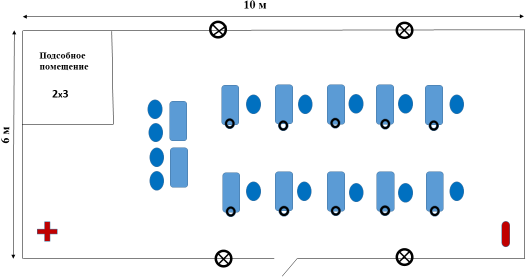 10 м
Подсобное
помещение
2х3
6 м